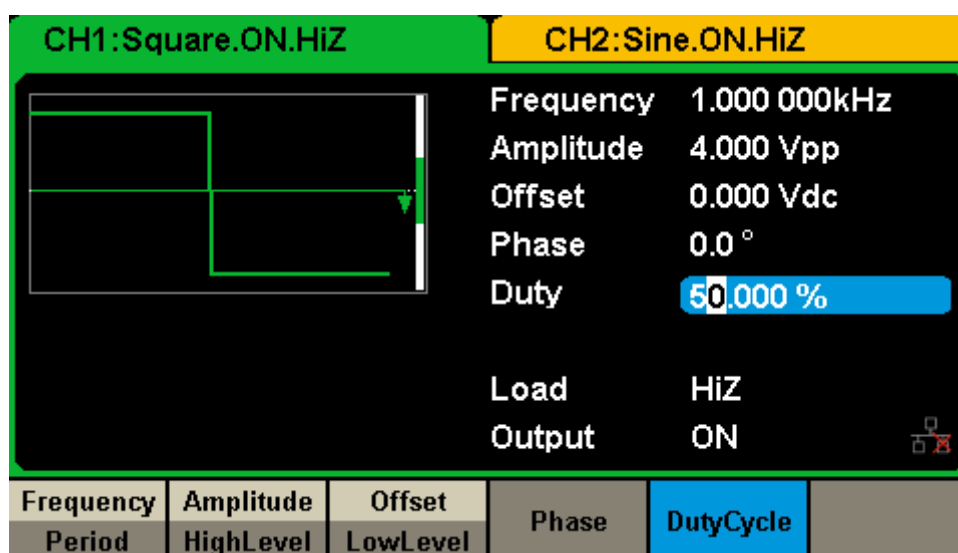 CH1:Square.ON.HiZ
CH2:Sine.ON.HiZ
Frequency 1.000 000kHz
Amplitude 4.000 Vpp
Offset 0.000 Vdc
Phase 0.0 °
Duty 50.000 %
Load HiZ
Output ON
Frequency Amplitude Offset Phase DutyCycle
Period HighLevel LowLevel